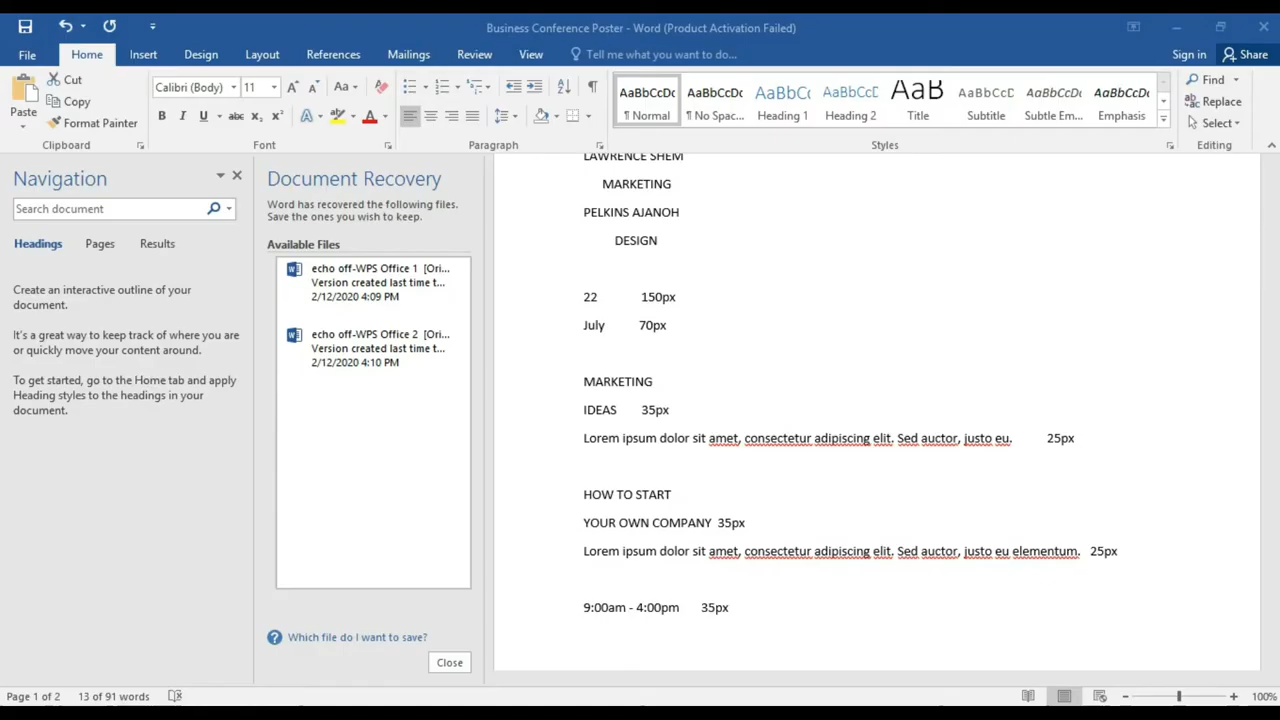 Business Conference Poster - Word (Product Activation Failed)
File Home Insert Design Layout References Mailings Review View Tell me what you want to do... Sign in Share
Paste
Cut
Copy
Format Painter
Clipboard
Calibri (Body) 11
Font
Paragraph
AaBbCcDc AaBbCcDc AaBbCc AaBbCcD AaB AaBbCcD AaBbCcDc AaBbCcDc
¶ Normal ¶ No Spac... Heading 1 Heading 2 Title Subtitle Subtle Em... Emphasis
Styles
Find
Replace
Select
Editing
Navigation
Search document
Headings Pages Results
Create an interactive outline of your
document.
It's a great way to keep track of where you are
or quickly move your content around.
To get started, go to the Home tab and apply
Heading styles to the headings in your
document.
Document Recovery
Word has recovered the following files.
Save the ones you wish to keep.
Available Files
echo off-WPS Office 1 [Ori...
Version created last time t...
2/12/2020 4:09 PM
echo off-WPS Office 2 [Ori...
Version created last time t...
2/12/2020 4:10 PM
Which file do I want to save?
Close
LAWRENCE SHEM
MARKETING
PELKINS AJANOH
DESIGN
22 150px
July 70px
MARKETING
IDEAS 35px
Lorem ipsum dolor sit amet, consectetur adipiscing elit. Sed auctor, justo eu. 25px
HOW TO START
YOUR OWN COMPANY 35px
Lorem ipsum dolor sit amet, consectetur adipiscing elit. Sed auctor, justo eu elementum. 25px
9:00am - 4:00pm 35px
Page 1 of 2 13 of 91 words 100%